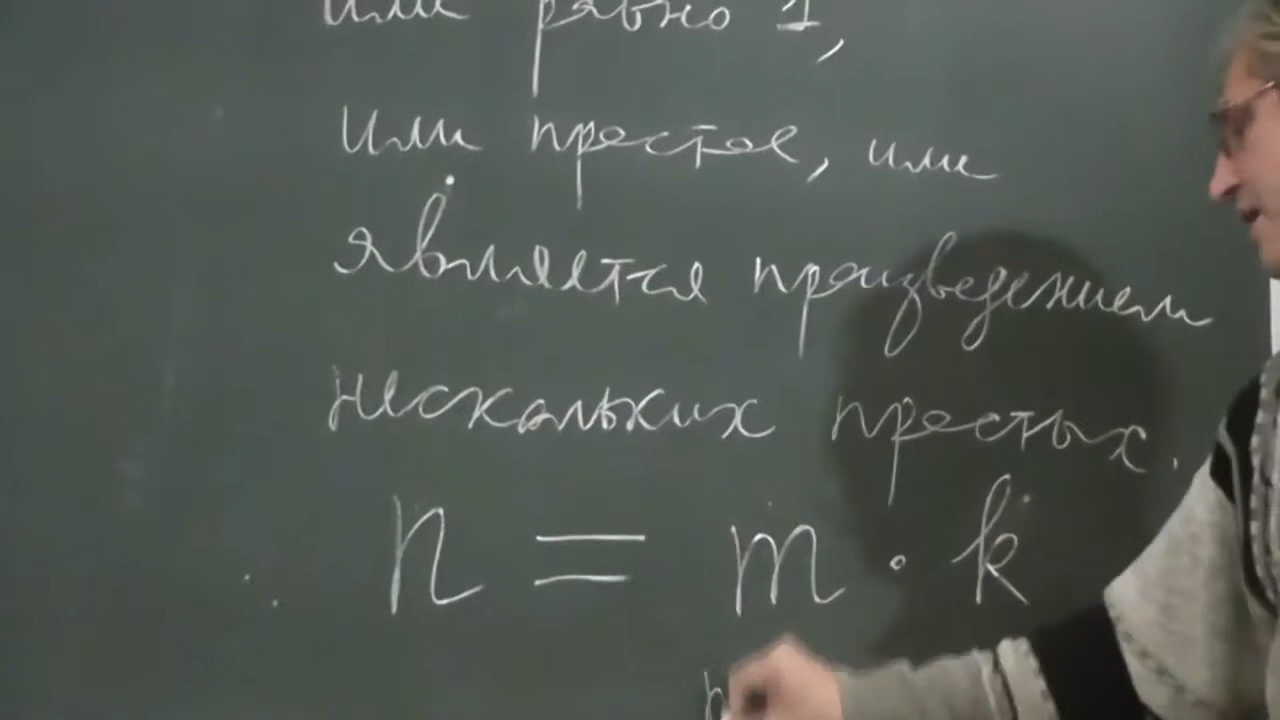 или равно 1,
или простое, или
является произведением
нескольких простых.
n = m · k